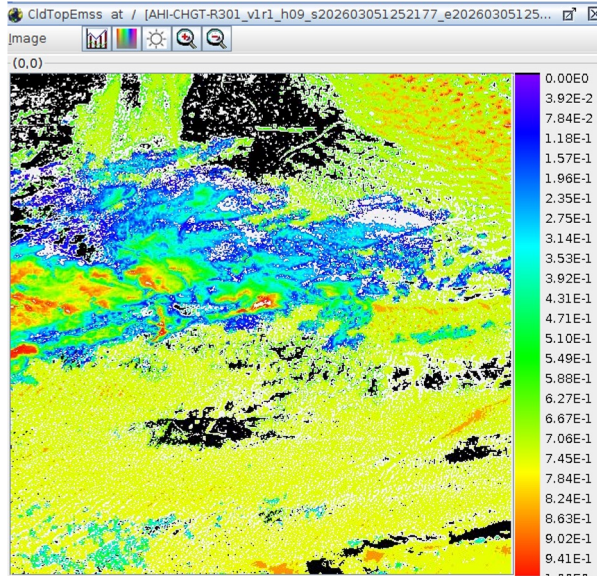 CldTopEmss at / [AHI-CHGT-R301_v1r1_h09_s202603051252177_e20260305125...
Image
(0,0)
0.00E0
3.92E-2
7.84E-2
1.18E-1
1.57E-1
1.96E-1
2.35E-1
2.75E-1
3.14E-1
3.53E-1
3.92E-1
4.31E-1
4.71E-1
5.10E-1
5.49E-1
5.88E-1
6.27E-1
6.67E-1
7.06E-1
7.45E-1
7.84E-1
8.24E-1
8.63E-1
9.02E-1
9.41E-1